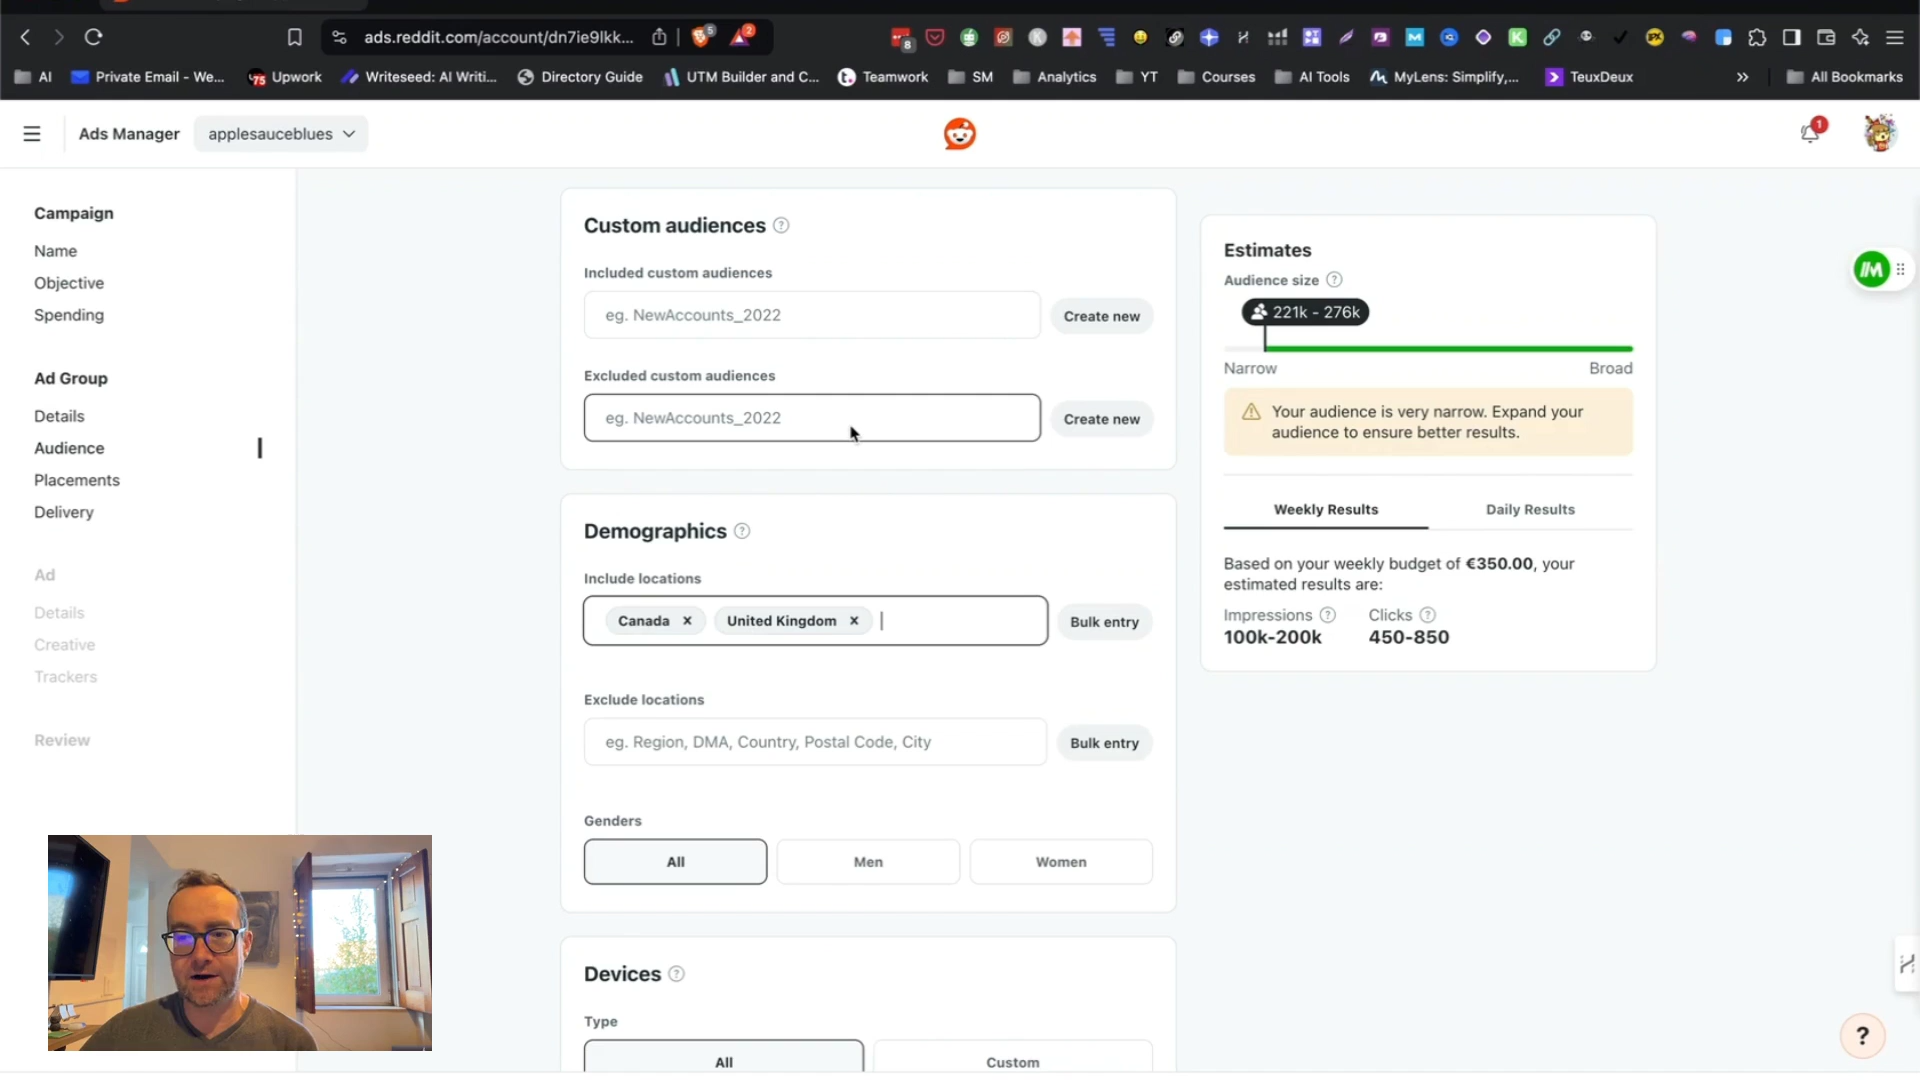 ads.reddit.com/account/dn7ie9lkk...
5
2
8
AI
Private Email - We...
75
Upwork
Writeseed: AI Writi...
Directory Guide
UTM Builder and C...
Teamwork
SM
Analytics
YT
Courses
AI Tools
MyLens: Simplify,...
TeuxDeux
All Bookmarks
Ads Manager
applesauceblues
1
Campaign
Name
Objective
Spending
Ad Group
Details
Audience
Placements
Delivery
Ad
Details
Creative
Trackers
Review
Custom audiences
Included custom audiences
eg. NewAccounts_2022
Create new
Excluded custom audiences
eg. NewAccounts_2022
Create new
Demographics
Include locations
Canada
United Kingdom
Bulk entry
Exclude locations
eg. Region, DMA, Country, Postal Code, City
Bulk entry
Genders
All
Men
Women
Devices
Type
All
Custom
Estimates
Audience size
221k - 276k
Narrow
Broad
Your audience is very narrow. Expand your
audience to ensure better results.
Weekly Results
Daily Results
Based on your weekly budget of €350.00, your
estimated results are:
Impressions
Clicks
100k-200k
450-850
?